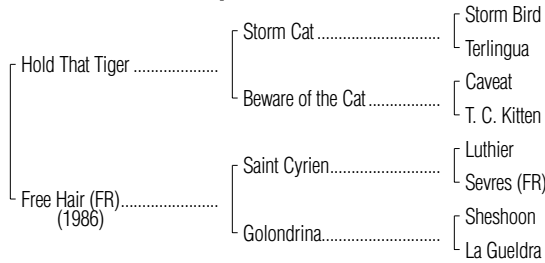 Storm Bird
Storm Cat ..............................
Terlingua
Hold That Tiger ....................
Caveat
Beware of the Cat .................
T. C. Kitten
Luthier
Saint Cyrien...........................
Sevres (FR)
Free Hair (FR).......................
(1986)
Sheshoon
Golondrina............................
La Gueldra